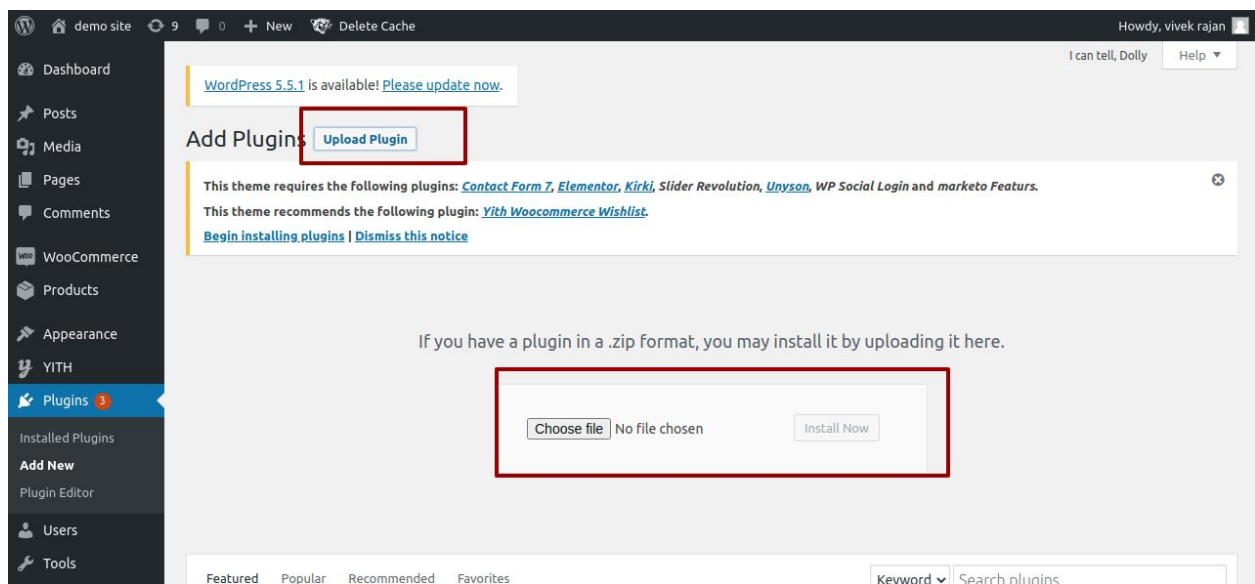 demo site 9 0 New Delete Cache Howdy, vivek rajan
I can tell, Dolly Help
Dashboard
Posts
Media
Pages
Comments
WooCommerce
Products
Appearance
YITH
Plugins 3
Installed Plugins
Add New
Plugin Editor
Users
Tools
WordPress 5.5.1 is available! Please update now.
Add Plugins Upload Plugin
This theme requires the following plugins: Contact Form 7, Elementor, Kirki, Slider Revolution, Unyson, WP Social Login and marketo Featurs.
This theme recommends the following plugin: Yith Woocommerce Wishlist.
Begin installing plugins | Dismiss this notice
If you have a plugin in a .zip format, you may install it by uploading it here.
Choose file No file chosen Install Now
Featured Popular Recommended Favorites Keyword Search plugins